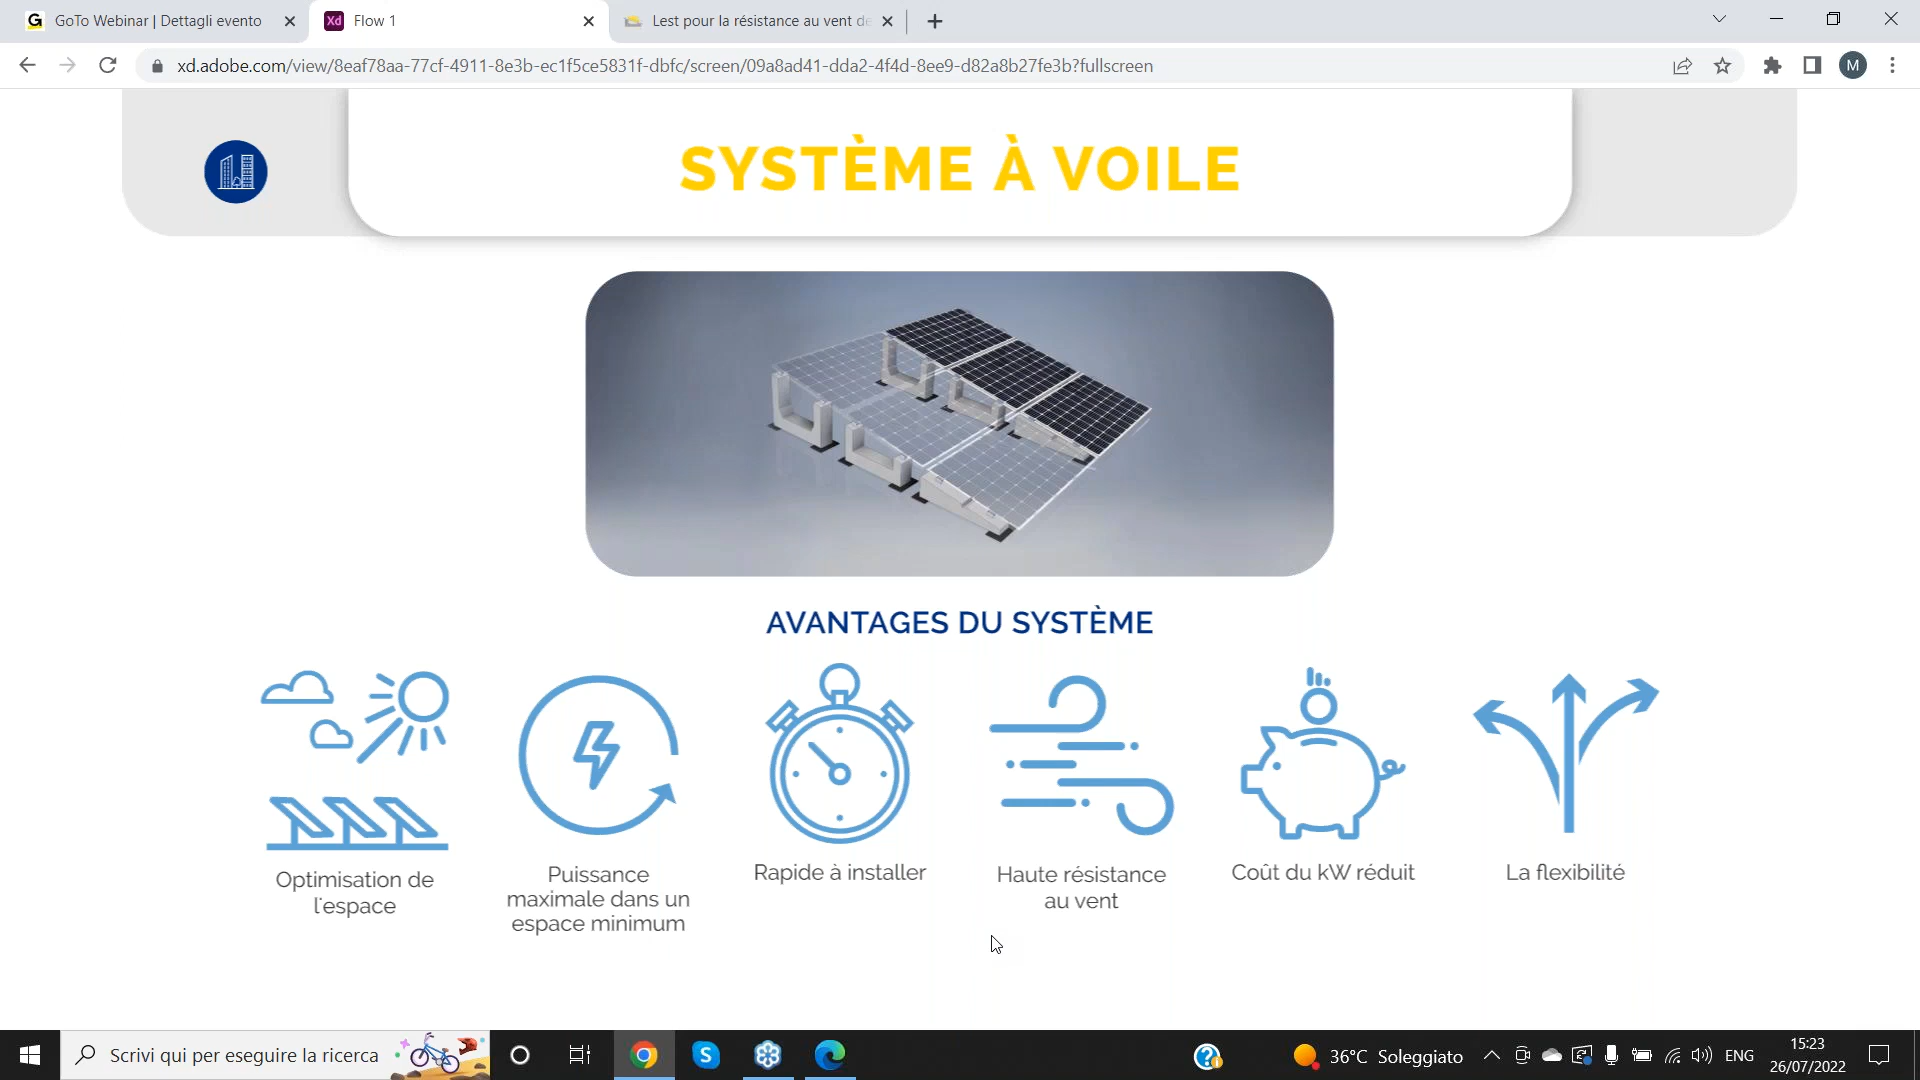 GoTo Webinar | Dettagli evento
Xd Flow 1
Lest pour la résistance au vent de
xd.adobe.com/view/8eaf78aa-77cf-4911-8e3b-ec1f5ce5831f-dbfc/screen/09a8ad41-dda2-4f4d-8ee9-d82a8b27fe3b?fullscreen
M
SYSTÈME À VOILE
AVANTAGES DU SYSTÈME
Optimisation de
l'espace
Puissance
maximale dans un
espace minimum
Rapide à installer
Haute résistance
au vent
Coût du kW réduit
La flexibilité
Scrivi qui per eseguire la ricerca
36°C Soleggiato
ENG
15:23
26/07/2022